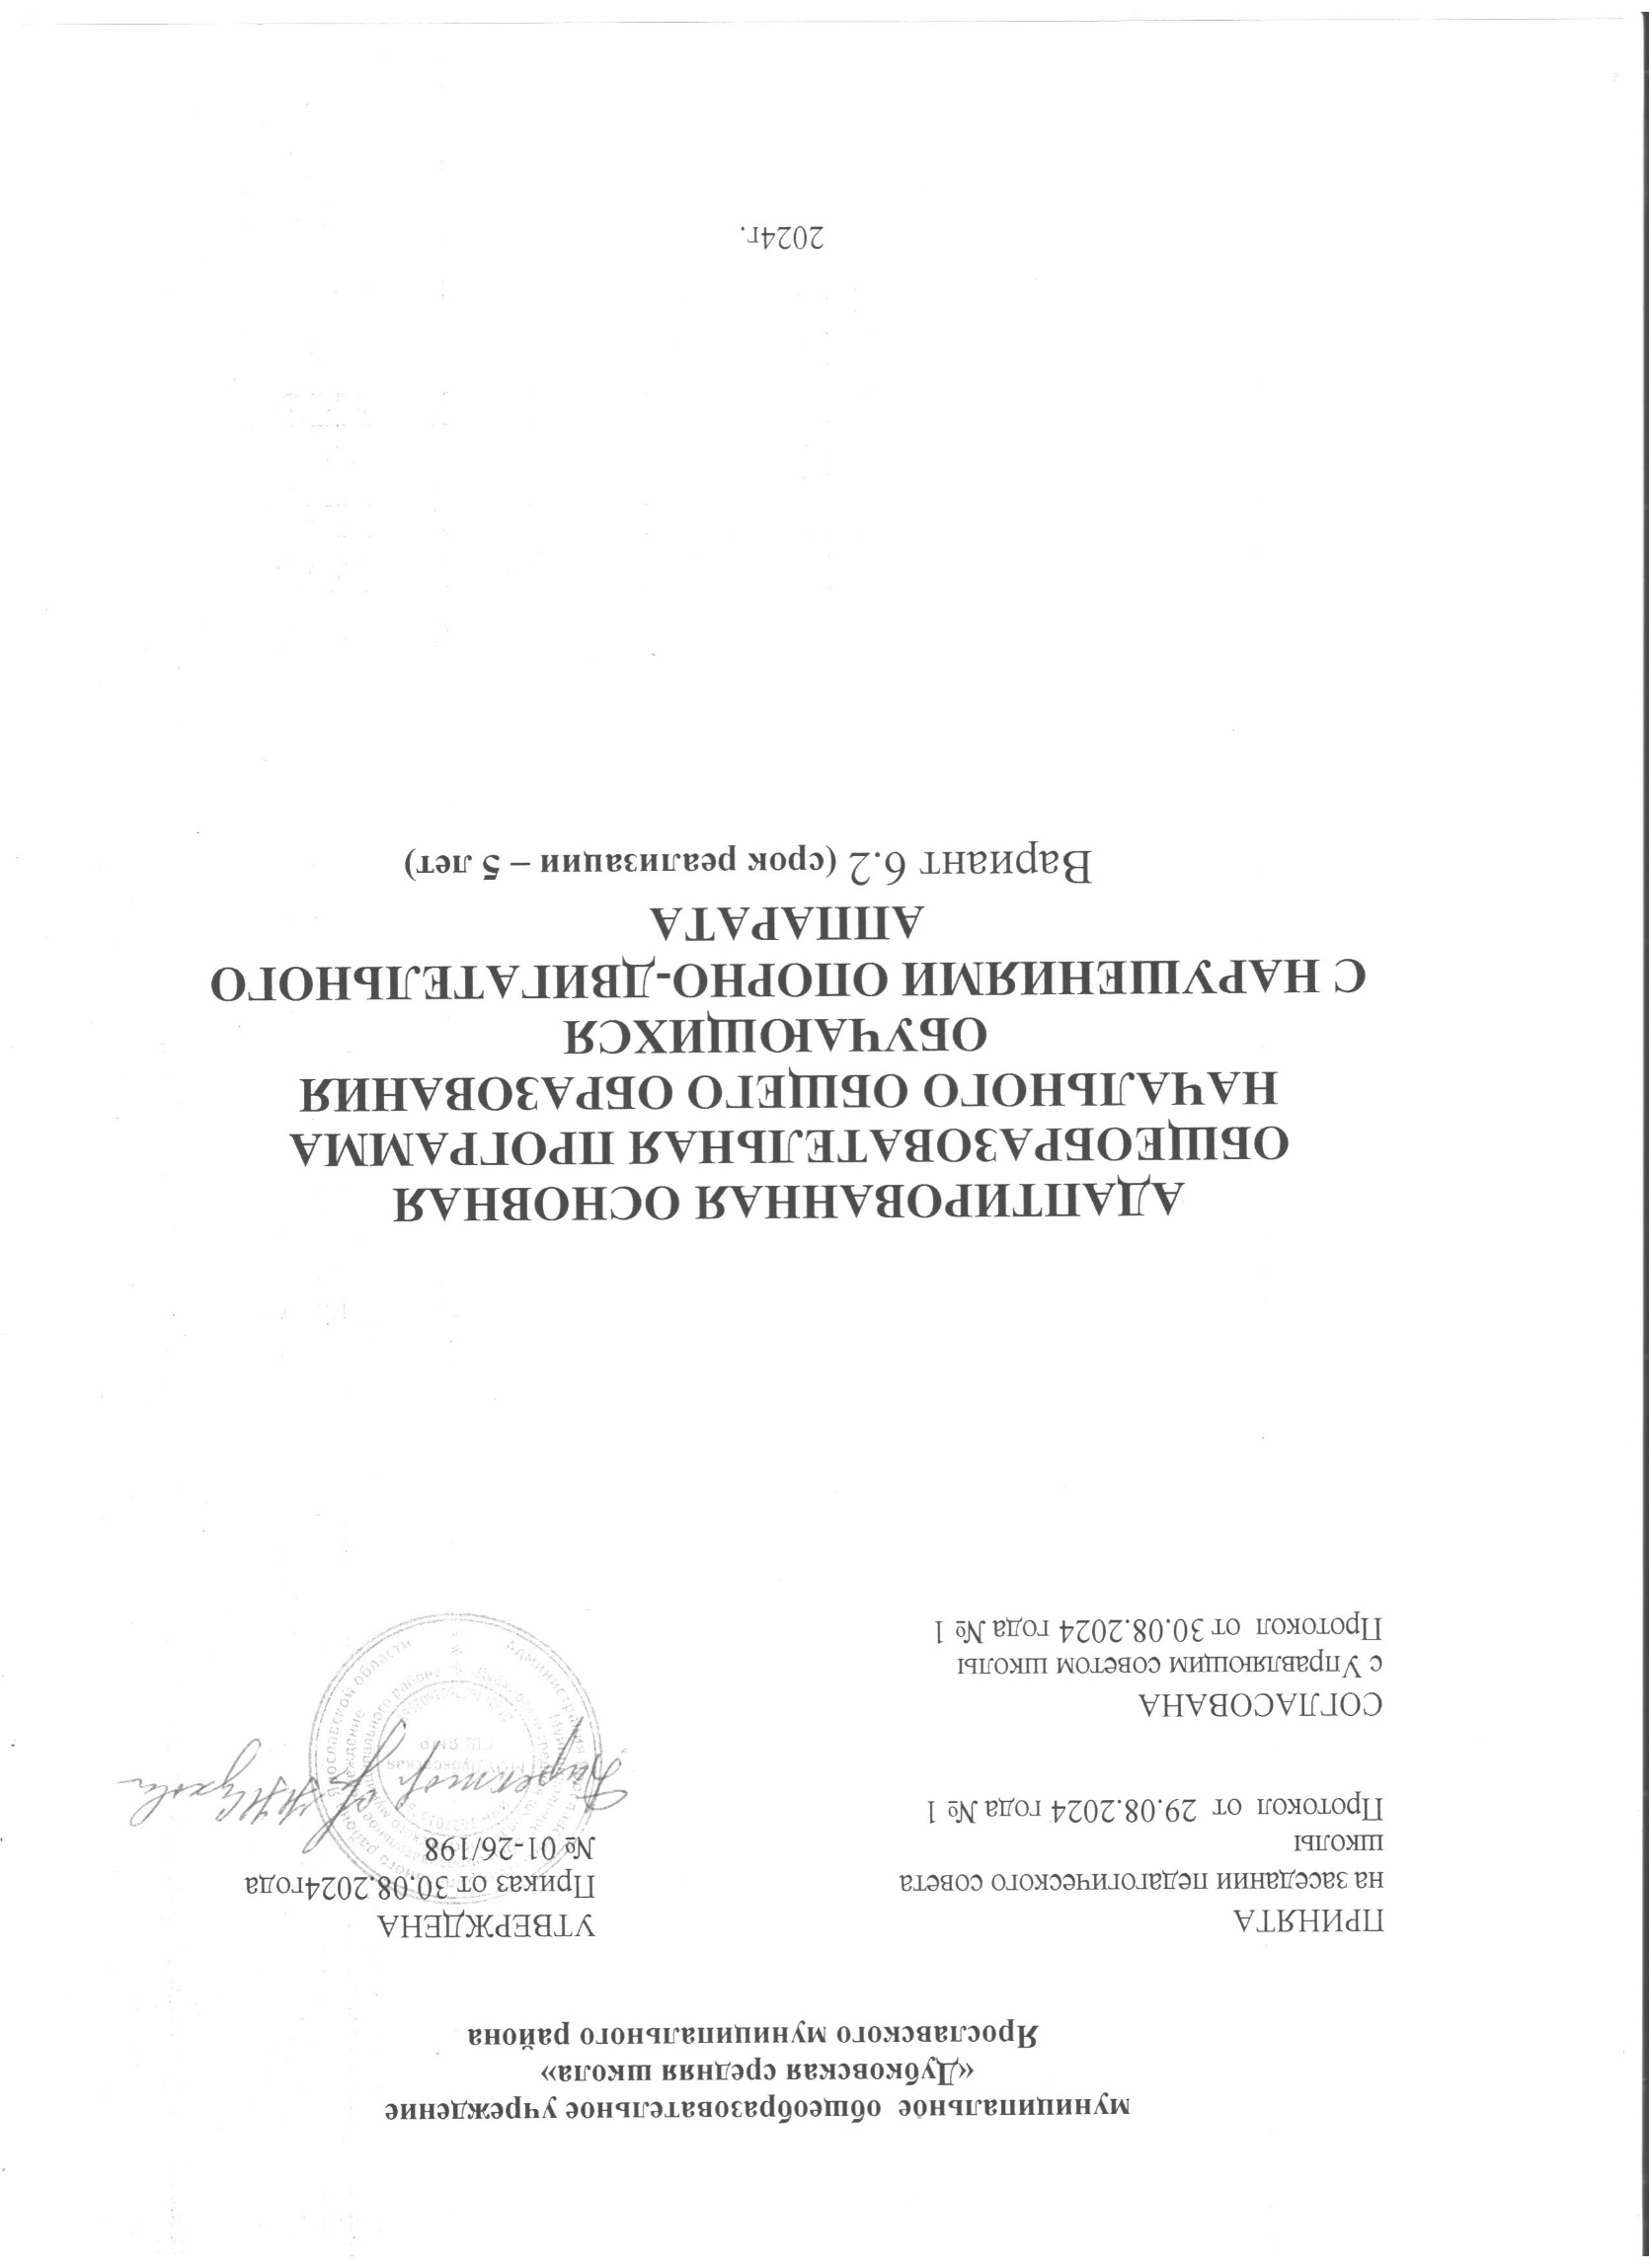 муниципальное общеобразовательное учреждение
«Дубковская средняя школа»
Ярославского муниципального района
ПРИНЯТА
на заседании педагогического совета
школы
Протокол от 29.08.2024 года № 1
УТВЕРЖДЕНА
Приказ от 30.08.2024года
№ 01-26/198
Директор
СОГЛАСОВАНА
с Управляющим советом школы
Протокол от 30.08.2024 года № 1
АДАПТИРОВАННАЯ ОСНОВНАЯ
ОБЩЕОБРАЗОВАТЕЛЬНАЯ ПРОГРАММА
НАЧАЛЬНОГО ОБЩЕГО ОБРАЗОВАНИЯ
ОБУЧАЮЩИХСЯ
С НАРУШЕНИЯМИ ОПОРНО-ДВИГАТЕЛЬНОГО
АППАРАТА
Вариант 6.2 (срок реализации – 5 лет)
2024г.